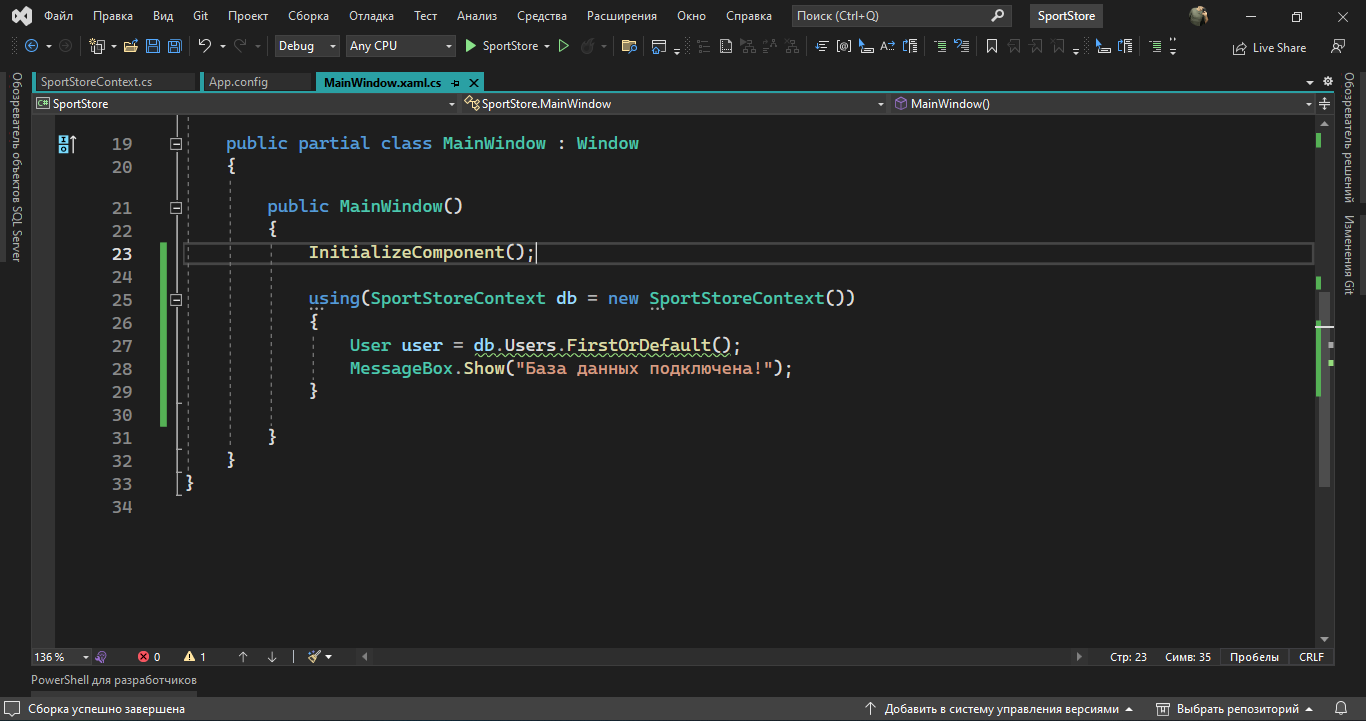 Файл Правка Вид Git Проект Сборка Отладка Тест Анализ Средства Расширения Окно Справка Поиск (Ctrl+Q) SportStore
Debug Any CPU SportStore Live Share
SportStoreContext.cs App.config MainWindow.xaml.cs
C# SportStore SportStore.MainWindow MainWindow()
Обозреватель объектов SQL Server
19 public partial class MainWindow : Window
20 {
21 public MainWindow()
22 {
23 InitializeComponent();
24
25 using(SportStoreContext db = new SportStoreContext())
26 {
27 User user = db.Users.FirstOrDefault();
28 MessageBox.Show("База данных подключена!");
29 }
30
31 }
32 }
33 }
34
Обозреватель решений
Изменения Git
136 % 0 1 Стр: 23 Симв: 35 Пробелы CRLF
PowerShell для разработчиков
Сборка успешно завершена Добавить в систему управления версиями Выбрать репозиторий